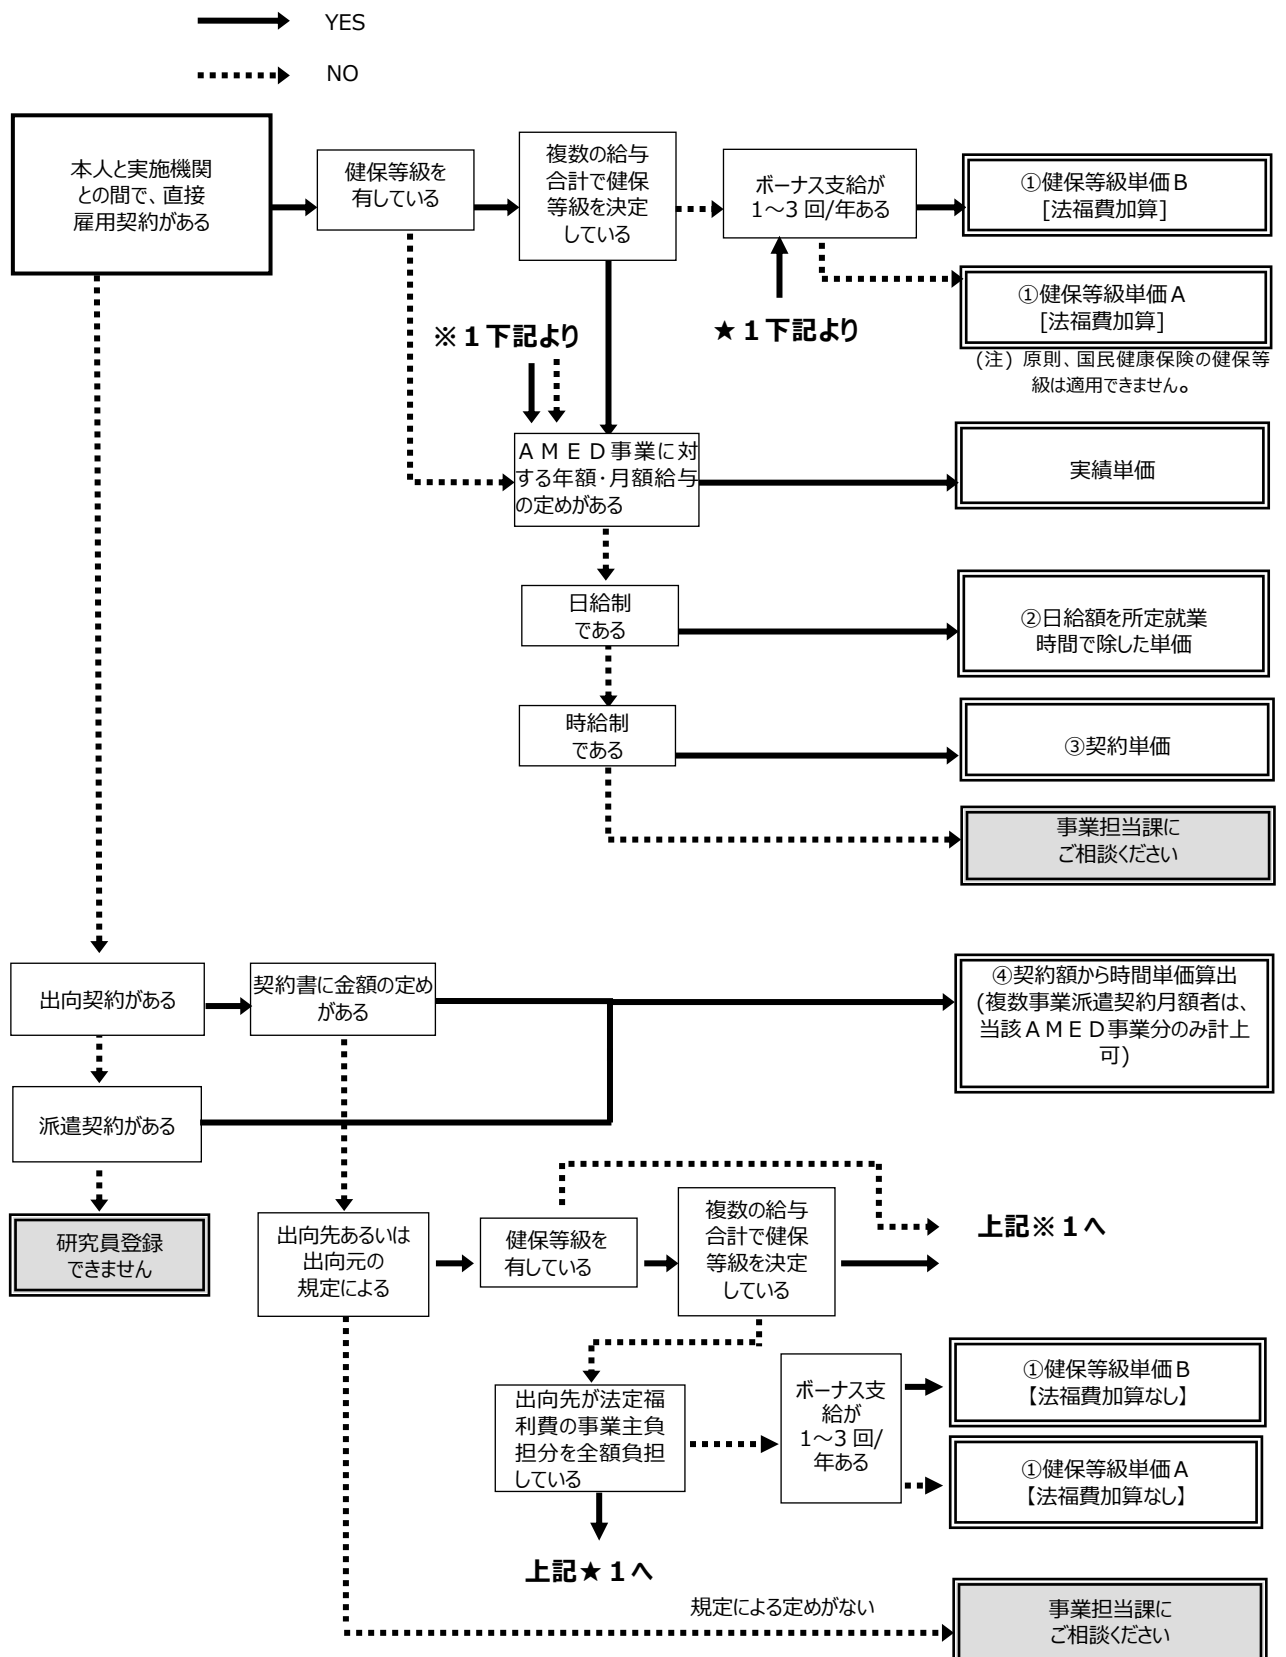 YES
NO
本人と実施機関
との間で、直接
雇用契約がある
健保等級を
有している
複数の給与
合計で健保
等級を決定
している
ボーナス支給が
1～3 回/年ある
①健保等級単価Ｂ
[法福費加算]
①健保等級単価Ａ
[法福費加算]
(注) 原則、国民健康保険の健保等
級は適用できません。
※１下記より
★１下記より
ＡＭＥＤ事業に対
する年額・月額給与
の定めがある
実績単価
日給制
である
②日給額を所定就業
時間で除した単価
時給制
である
③契約単価
事業担当課に
ご相談ください
出向契約がある
契約書に金額の定め
がある
④契約額から時間単価算出
(複数事業派遣契約月額者は、
当該ＡＭＥＤ事業分のみ計上
可)
派遣契約がある
研究員登録
できません
出向先あるいは
出向元の
規定による
健保等級を
有している
複数の給与
合計で健保
等級を決定
している
上記※１へ
出向先が法定福
利費の事業主負
担分を全額負担
している
ボーナス支
給が
1～3 回/
年ある
①健保等級単価Ｂ
【法福費加算なし】
①健保等級単価Ａ
【法福費加算なし】
上記★１へ
規定による定めがない
事業担当課に
ご相談ください